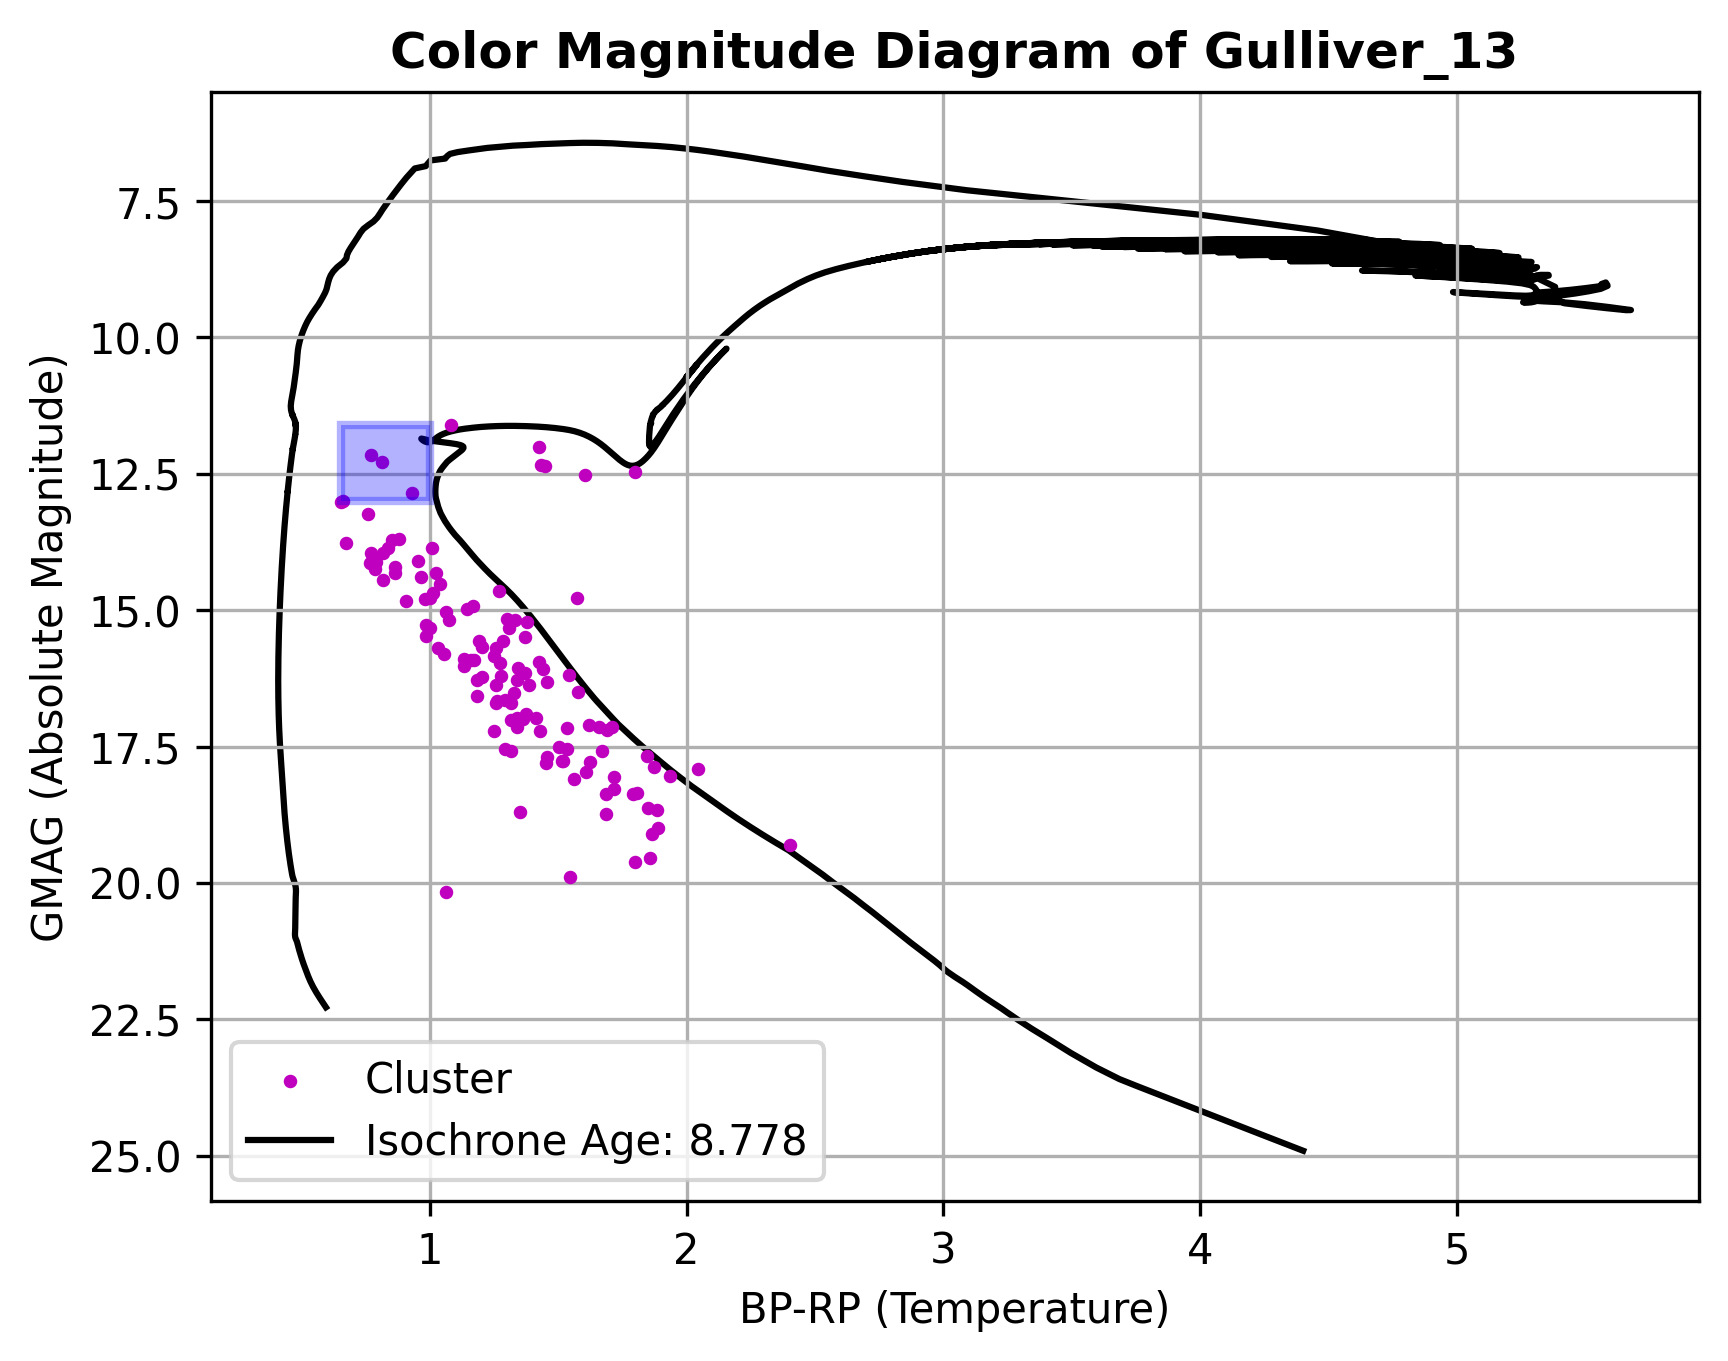 Color Magnitude Diagram of Gulliver_13
GMAG (Absolute Magnitude)
7.5
10.0
12.5
15.0
17.5
20.0
22.5
25.0
Cluster
Isochrone Age: 8.778
1 2 3 4 5
BP-RP (Temperature)